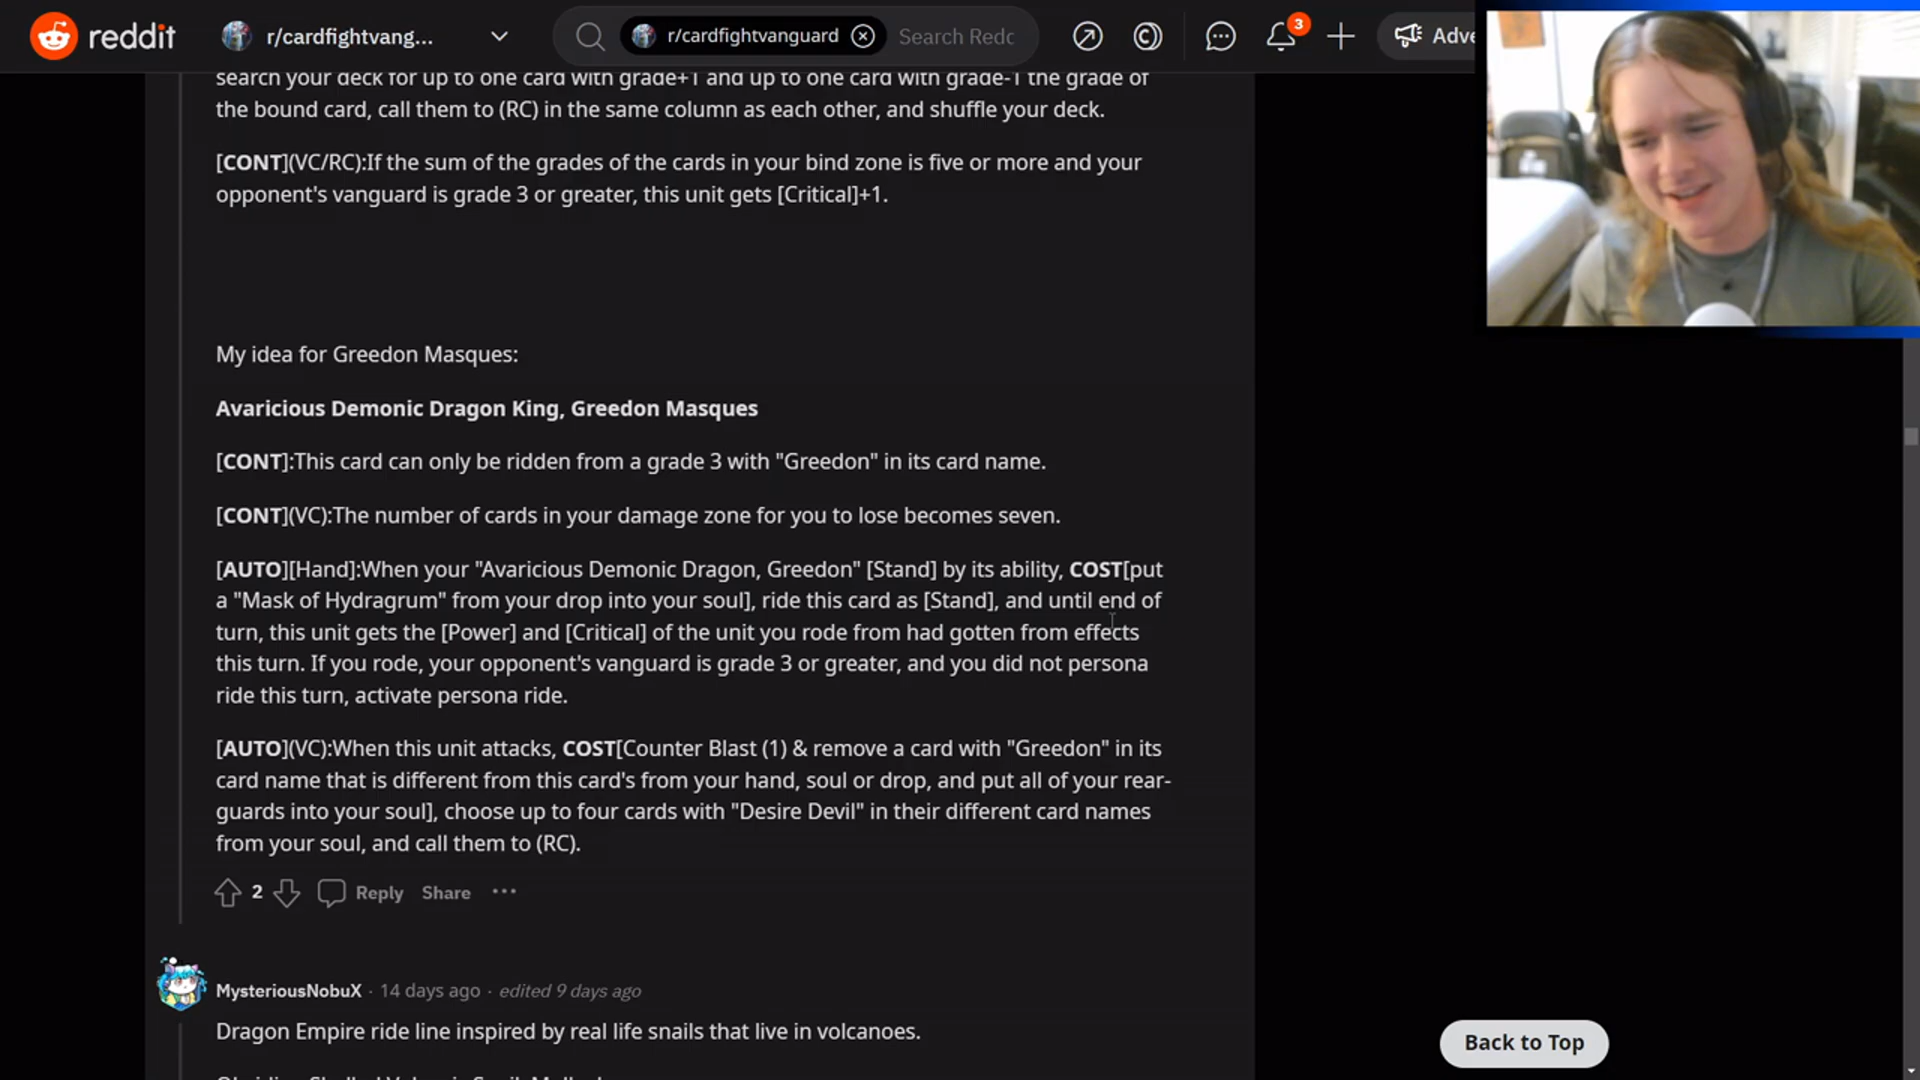 reddit
r/cardfightvang...
r/cardfightvanguard
Search Redc
3
Adve
search your deck for up to one card with grade+1 and up to one card with grade-1 the grade of
the bound card, call them to (RC) in the same column as each other, and shuffle your deck.
[CONT](VC/RC):If the sum of the grades of the cards in your bind zone is five or more and your
opponent's vanguard is grade 3 or greater, this unit gets [Critical]+1.
My idea for Greedon Masques:
Avaricious Demonic Dragon King, Greedon Masques
[CONT]:This card can only be ridden from a grade 3 with "Greedon" in its card name.
[CONT](VC):The number of cards in your damage zone for you to lose becomes seven.
[AUTO][Hand]:When your "Avaricious Demonic Dragon, Greedon" [Stand] by its ability, COST[put
a "Mask of Hydragrum" from your drop into your soul], ride this card as [Stand], and until end of
turn, this unit gets the [Power] and [Critical] of the unit you rode from had gotten from effects
this turn. If you rode, your opponent's vanguard is grade 3 or greater, and you did not persona
ride this turn, activate persona ride.
[AUTO](VC):When this unit attacks, COST[Counter Blast (1) & remove a card with "Greedon" in its
card name that is different from this card's from your hand, soul or drop, and put all of your rear-
guards into your soul], choose up to four cards with "Desire Devil" in their different card names
from your soul, and call them to (RC).
2
Reply
Share
MysteriousNobuX · 14 days ago · edited 9 days ago
Dragon Empire ride line inspired by real life snails that live in volcanoes.
Back to Top